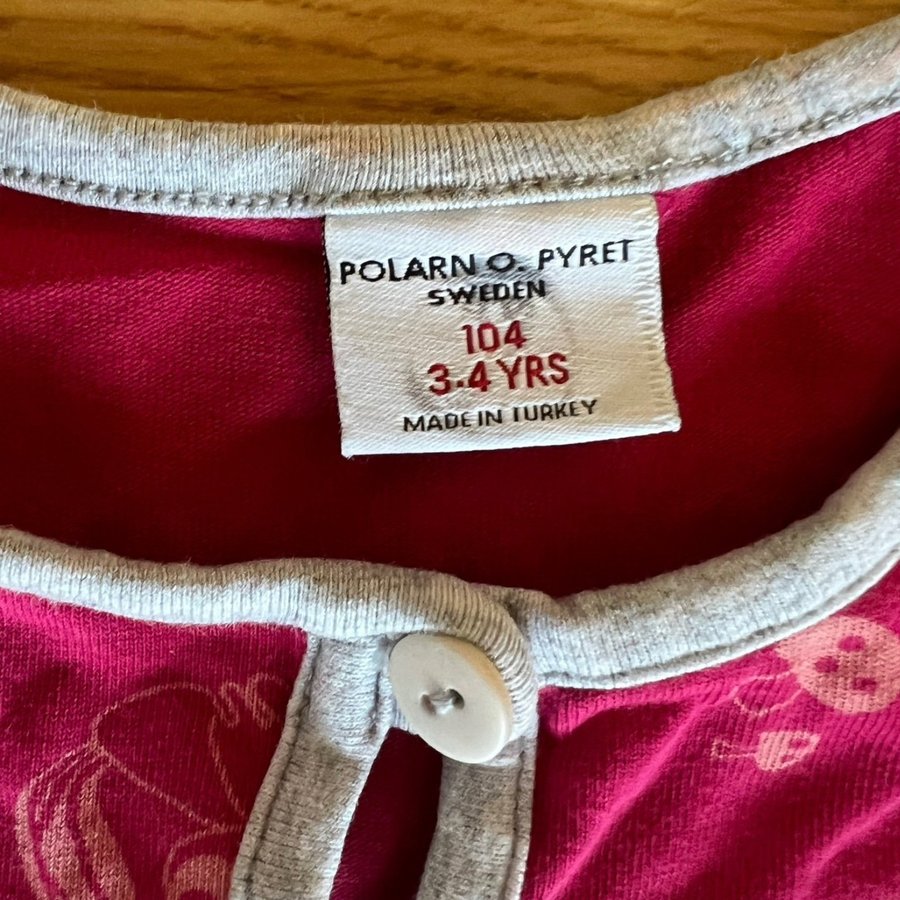 POLARN O. PYRET
SWEDEN
104
3-4 YRS
MADE IN TURKEY